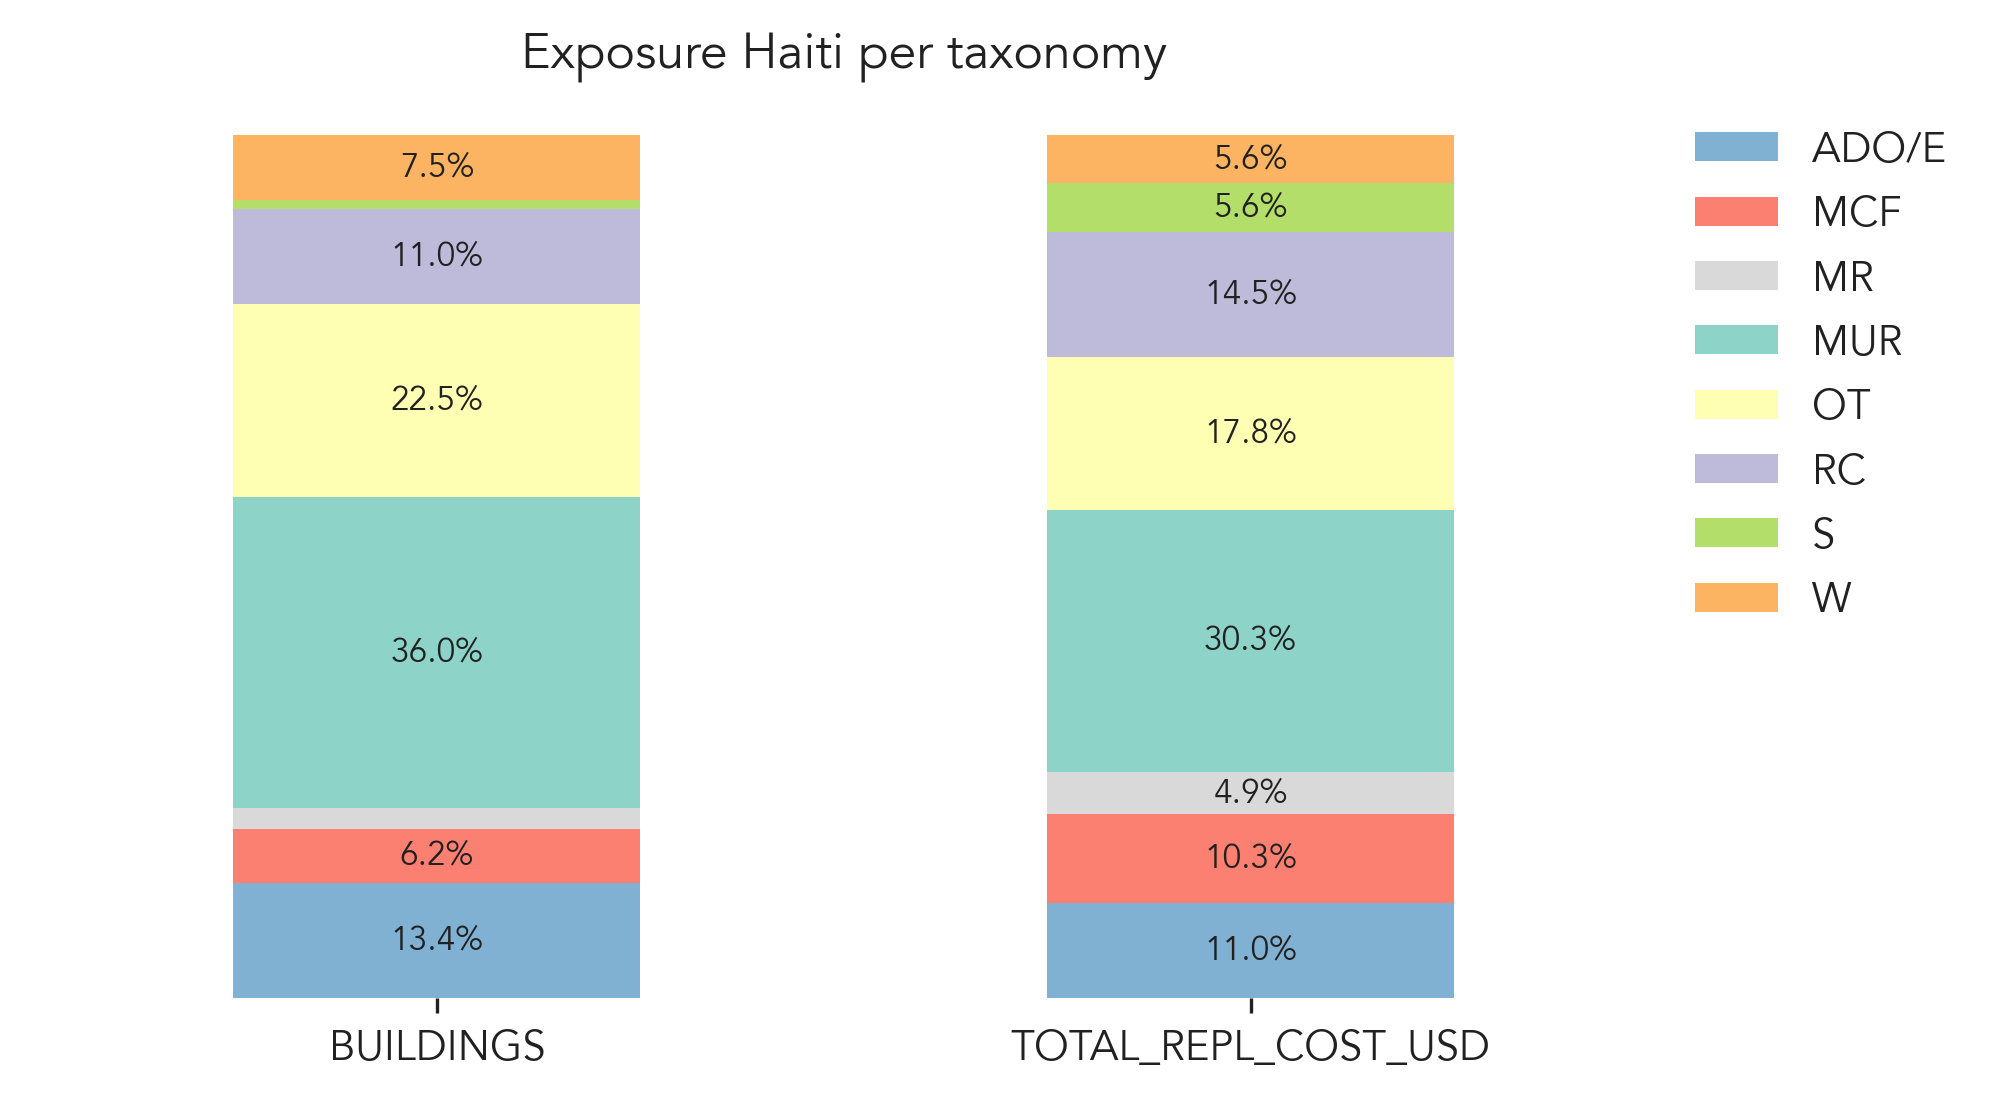 Exposure Haiti per taxonomy
7.5%
11.0%
22.5%
36.0%
6.2%
13.4%
BUILDINGS
5.6%
5.6%
14.5%
17.8%
30.3%
4.9%
10.3%
11.0%
TOTAL_REPL_COST_USD
ADO/E
MCF
MR
MUR
OT
RC
S
W